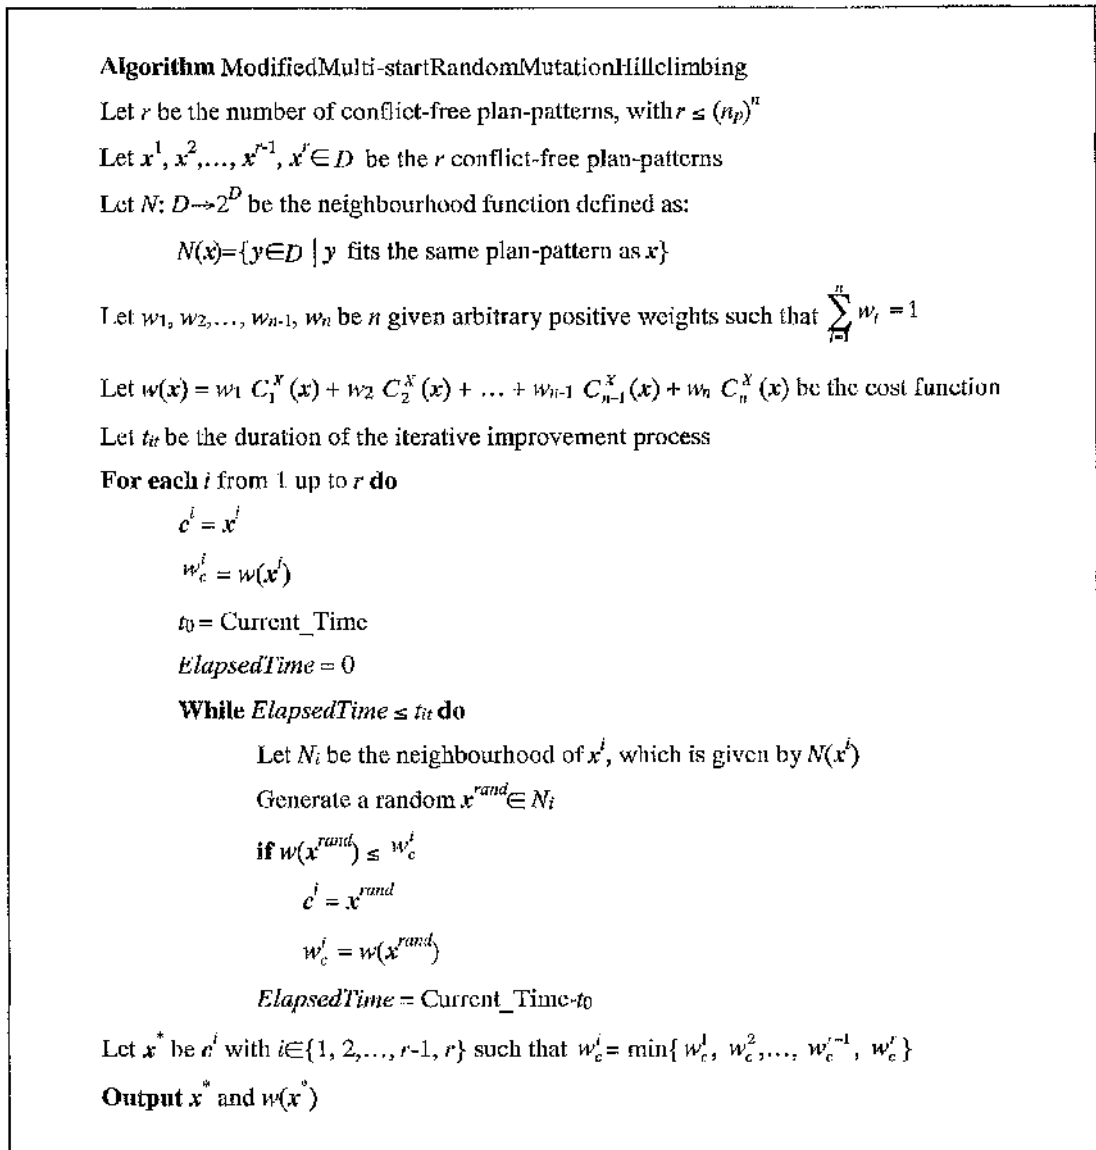 Algorithm ModifiedMulti-startRandomMutationHillclimbing
Let r be the number of conflict-free plan-patterns, with r ≤ (n_p)^n
Let x^1, x^2,..., x^{r-1}, x^r ∈ D be the r conflict-free plan-patterns
Let N: D→2^D be the neighbourhood function defined as:
N(x)={y∈D | y fits the same plan-pattern as x}
Let w_1, w_2,..., w_{n-1}, w_n be n given arbitrary positive weights such that \sum_{i=1}^{n} w_i = 1
Let w(x) = w_1 C_1^X(x) + w_2 C_2^X(x) + ... + w_{n-1} C_{n-1}^X(x) + w_n C_n^X(x) be the cost function
Let t_{it} be the duration of the iterative improvement process
For each i from 1 up to r do
c^i = x^i
w_c^i = w(x^i)
t_0 = Current_Time
ElapsedTime = 0
While ElapsedTime ≤ t_{it} do
Let N_i be the neighbourhood of x^i, which is given by N(x^i)
Generate a random x^{rand} ∈ N_i
if w(x^{rand}) ≤ w_c^i
c^i = x^{rand}
w_c^i = w(x^{rand})
ElapsedTime = Current_Time-t_0
Let x^* be c^i with i∈{1, 2,..., r-1, r} such that w_c^i = min{ w_c^1, w_c^2,..., w_c^{r-1}, w_c^r }
Output x^* and w(x^*)